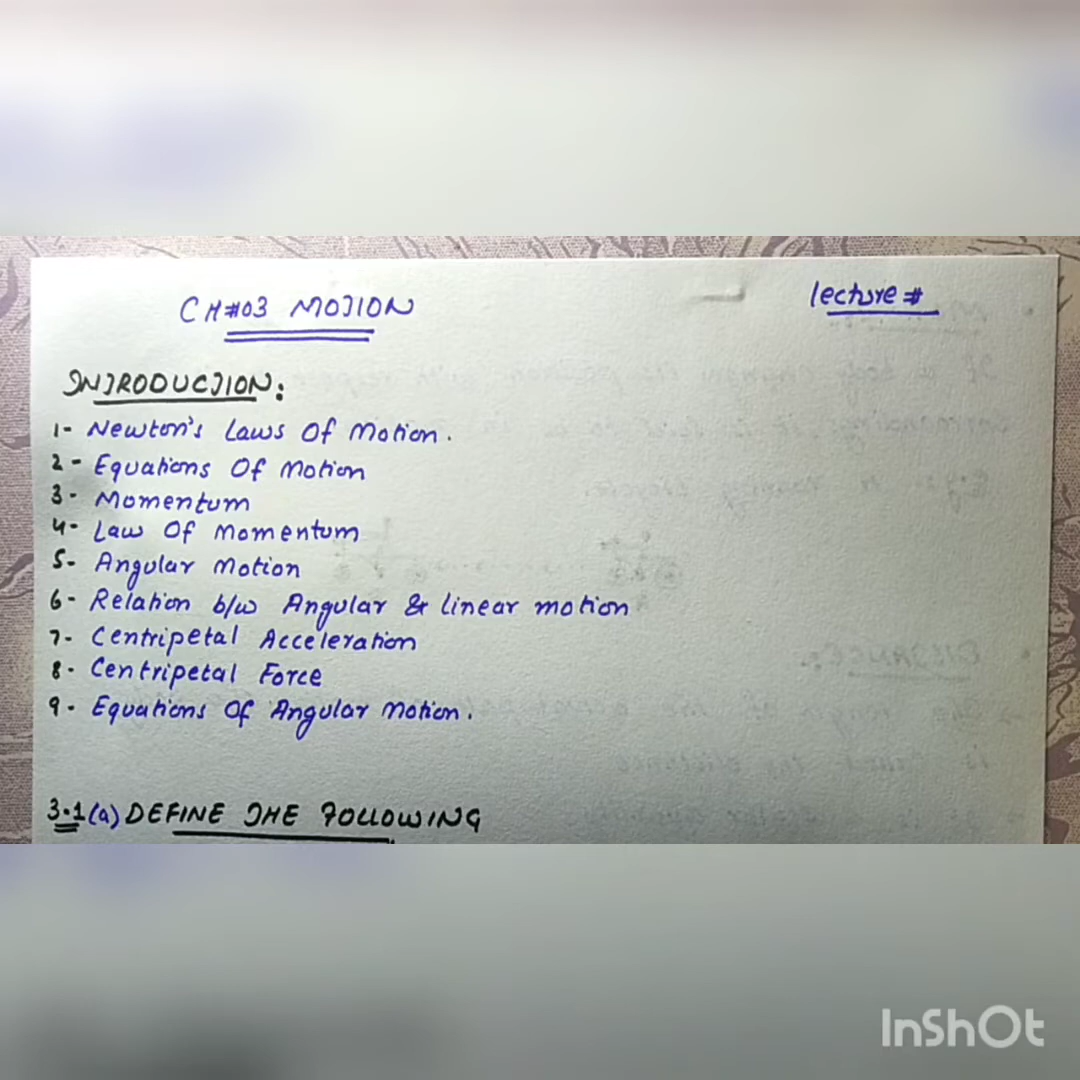 CH#03 MOTION
lecture #
INTRODUCTION:
1- Newton's Laws Of Motion.
2- Equations Of Motion
3- Momentum
4- Law Of Momentum
5- Angular Motion
6- Relation b/w Angular & linear motion
7- Centripetal Acceleration
8- Centripetal Force
9- Equations Of Angular Motion.
3.1(a) DEFINE THE FOLLOWING
InShOt